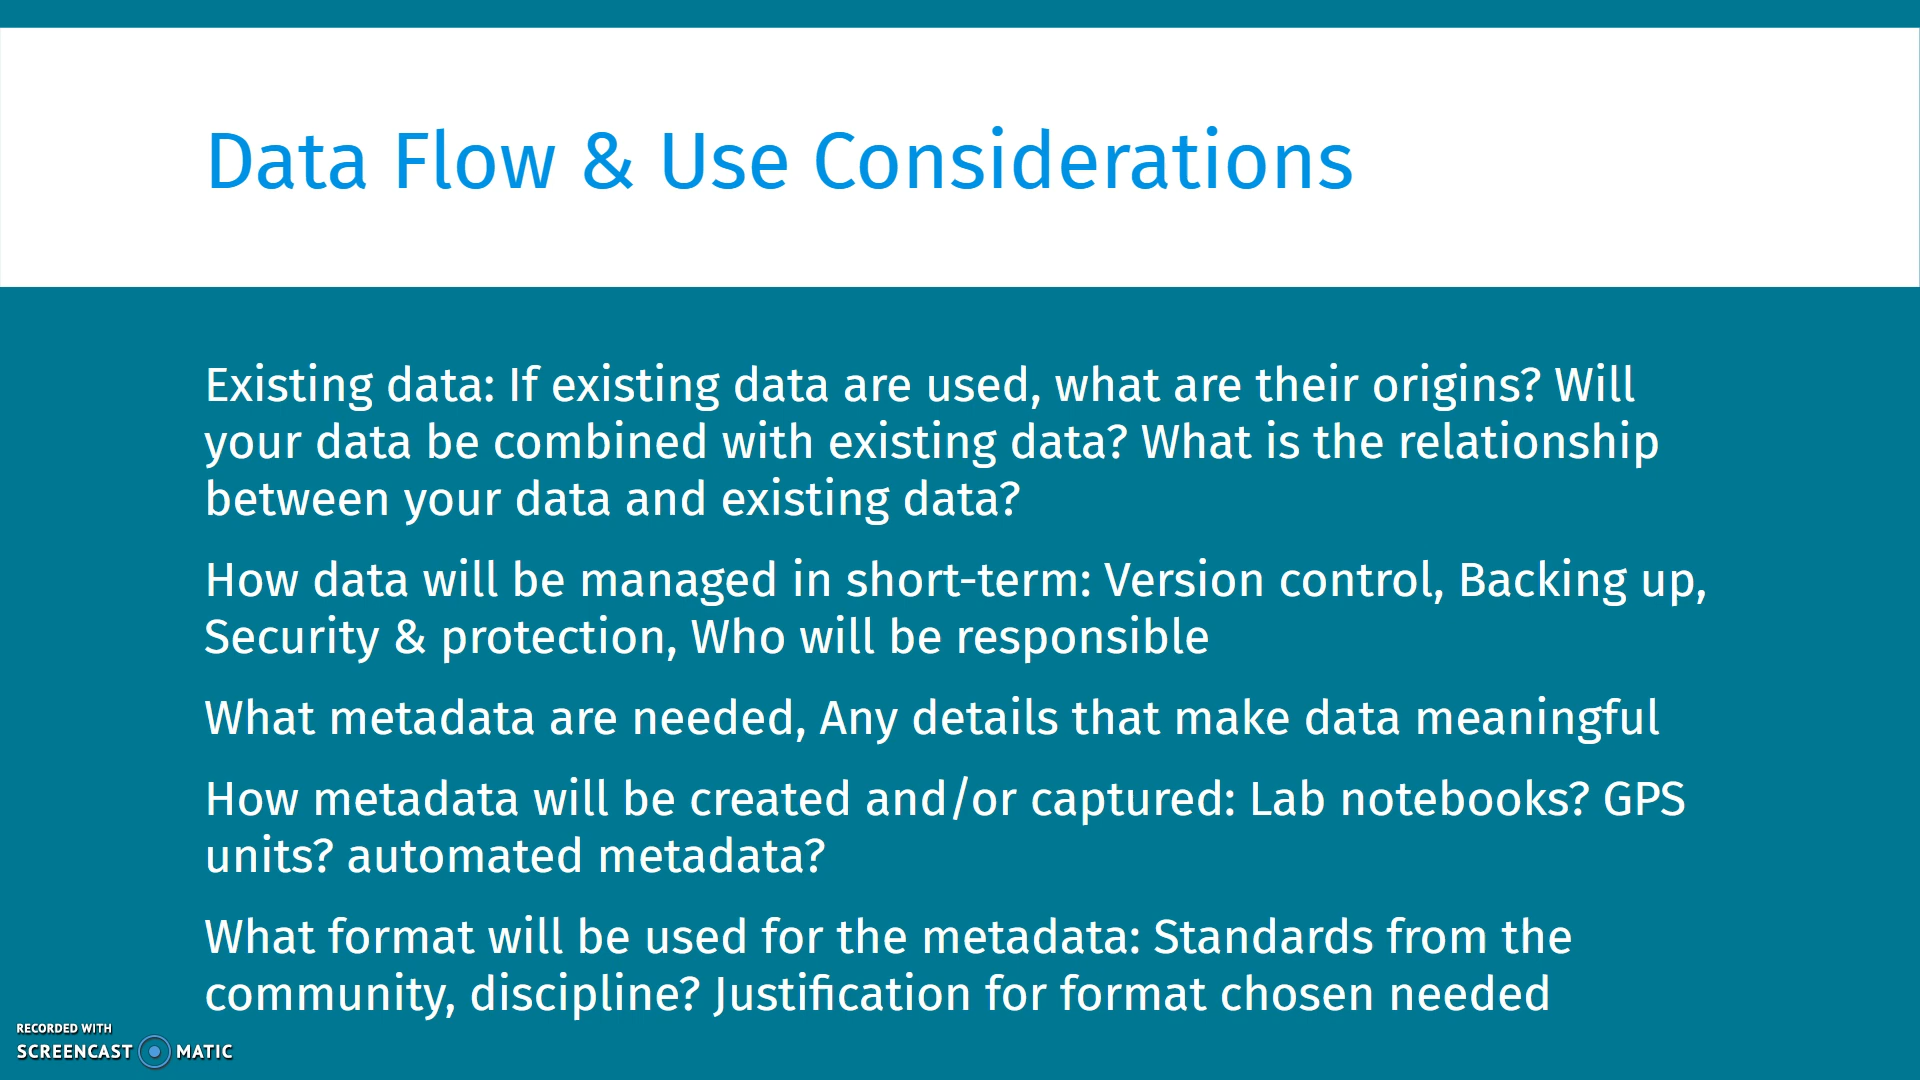 Data Flow & Use Considerations
Existing data: If existing data are used, what are their origins? Will
your data be combined with existing data? What is the relationship
between your data and existing data?
How data will be managed in short-term: Version control, Backing up,
Security & protection, Who will be responsible
What metadata are needed, Any details that make data meaningful
How metadata will be created and/or captured: Lab notebooks? GPS
units? automated metadata?
What format will be used for the metadata: Standards from the
community, discipline? Justification for format chosen needed
RECORDED WITH
SCREENCAST MATIC